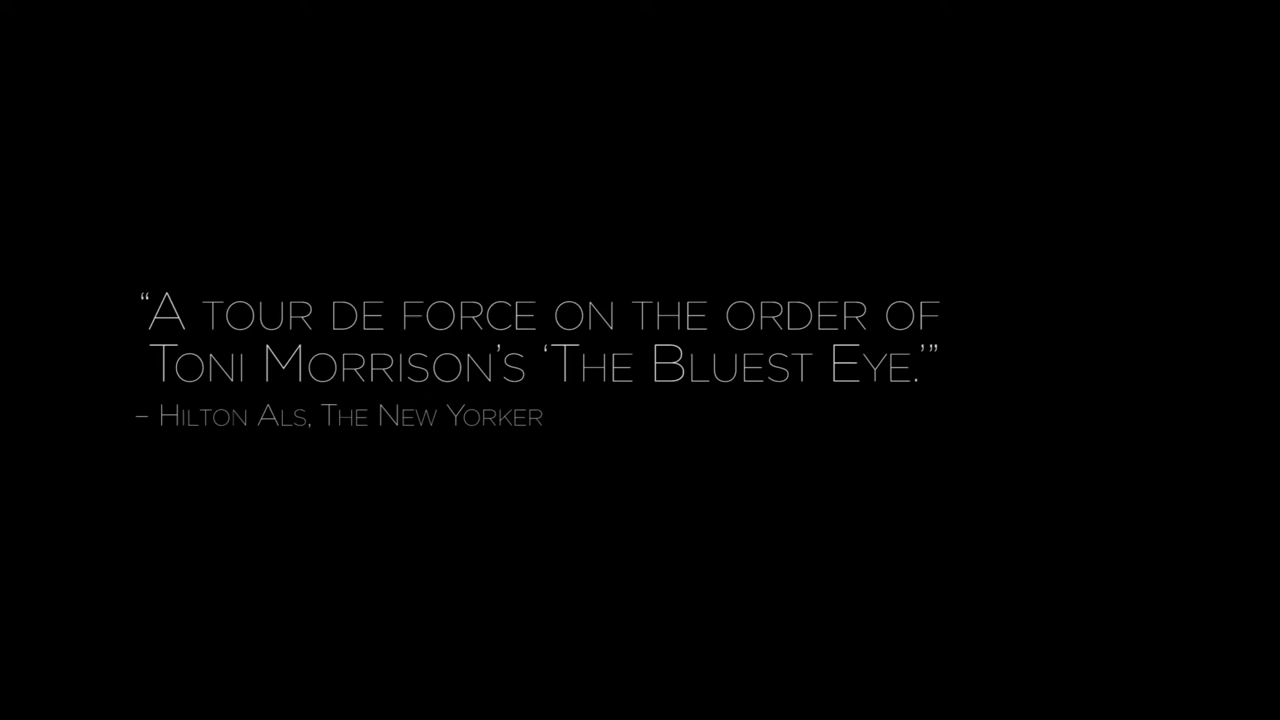 “A TOUR DE FORCE ON THE ORDER OF
TONI MORRISON’S ‘THE BLUEST EYE.’”
– HILTON ALS, THE NEW YORKER